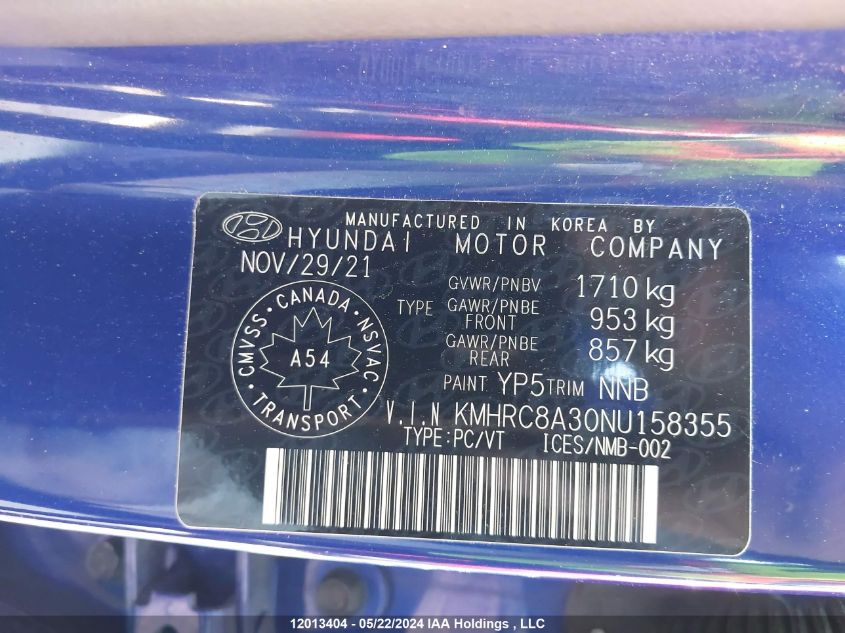 MANUFACTURED IN KOREA BY
HYUNDAI MOTOR COMPANY
NOV/29/21
GVWR/PNBV 1710 kg
TYPE GAWR/PNBE FRONT 953 kg
GAWR/PNBE REAR 857 kg
PAINT YP5 TRIM NNB
CMVSS · CANADA · NSVAC · TRANSPORT ·
A54
V.I.N KMHRC8A30NU158355
TYPE:PC/VT ICES/NMB-002
12013404 - 05/22/2024 IAA Holdings , LLC